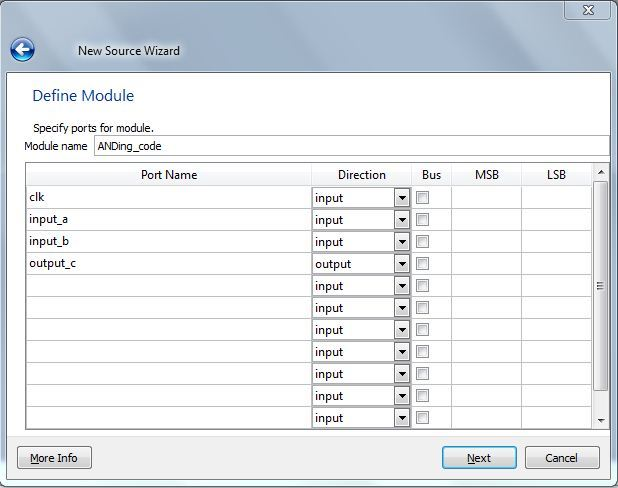 New Source Wizard
Define Module
Specify ports for module.
Module name ANDing_code
Port Name Direction Bus MSB LSB
clk input
input_a input
input_b input
output_c output
input
input
input
input
input
input
input
More Info Next Cancel